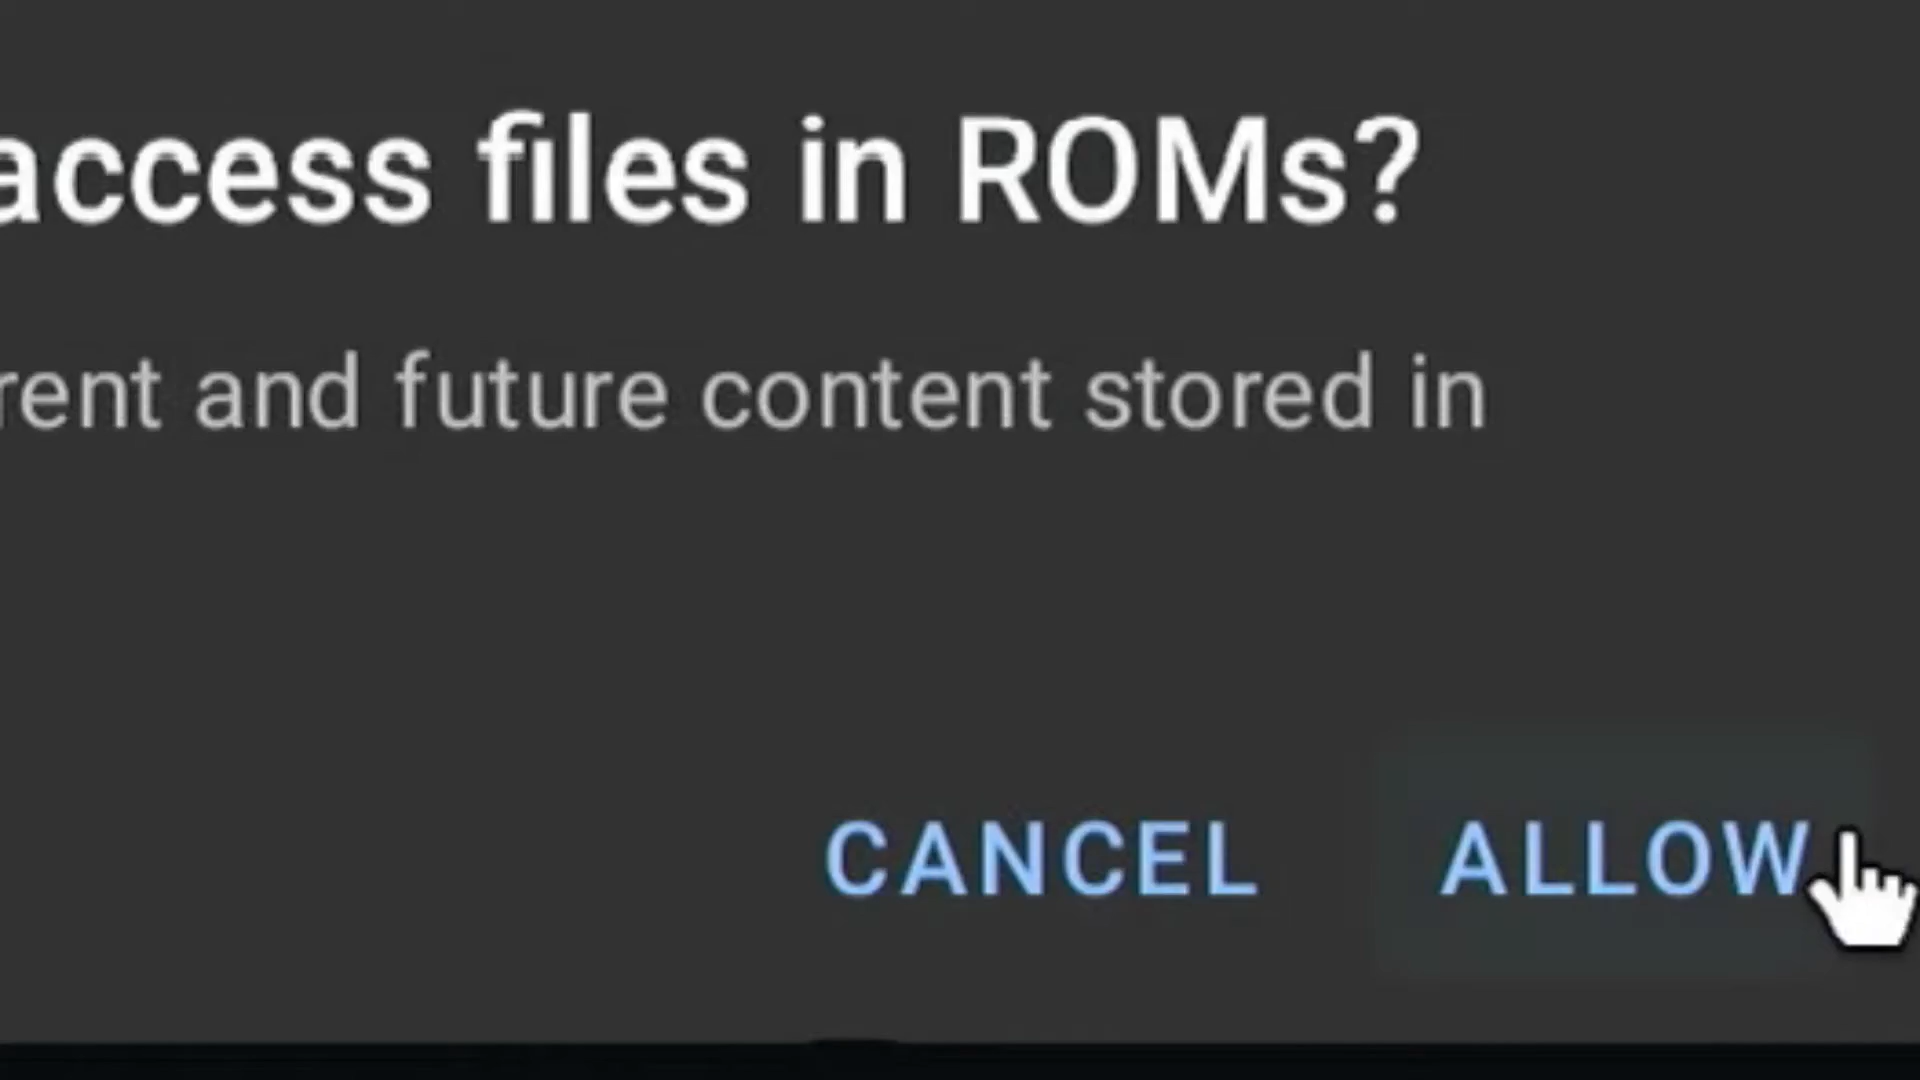 access files in ROMs?
rent and future content stored in
CANCEL ALLOW